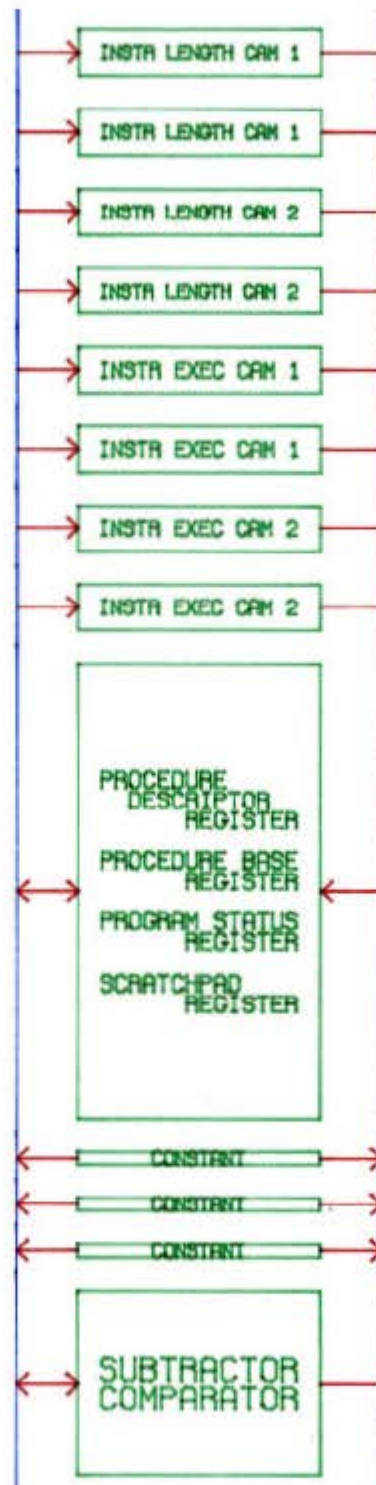 INSTR LENGTH CAM 1
INSTR LENGTH CAM 1
INSTR LENGTH CAM 2
INSTR LENGTH CAM 2
INSTR EXEC CAM 1
INSTR EXEC CAM 1
INSTR EXEC CAM 2
INSTR EXEC CAM 2
PROCEDURE
DESCRIPTOR
REGISTER
PROCEDURE BASE
REGISTER
PROGRAM STATUS
REGISTER
SCRATCHPAD
REGISTER
CONSTANT
CONSTANT
CONSTANT
SUBTRACTOR
COMPARATOR